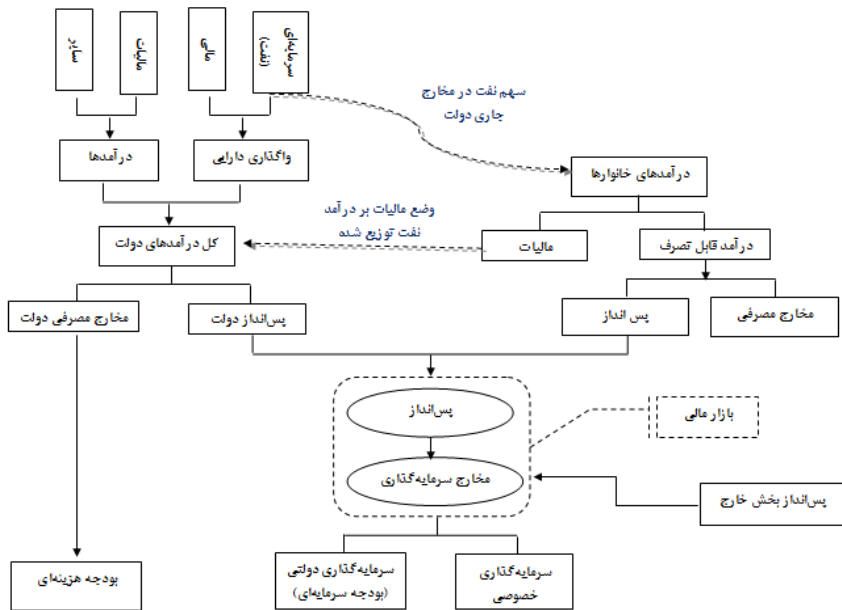 سرمایه‌ای
(نفت)
مالی
مالیات
سایر
سهم نفت در مخارج
جاری دولت
واگذاری دارایی
درآمدها
درآمدهای خانوارها
وضع مالیات بر درآمد
نفت توزیع شده
کل درآمدهای دولت
مالیات
درآمد قابل تصرف
مخارج مصرفی دولت
پس‌انداز دولت
پس انداز
مخارج مصرفی
پس‌انداز
بازار مالی
مخارج سرمایه‌گذاری
پس‌انداز بخش خارج
بودجه هزینه‌ای
سرمایه‌گذاری دولتی
(بودجه سرمایه‌ای)
سرمایه‌گذاری
خصوصی